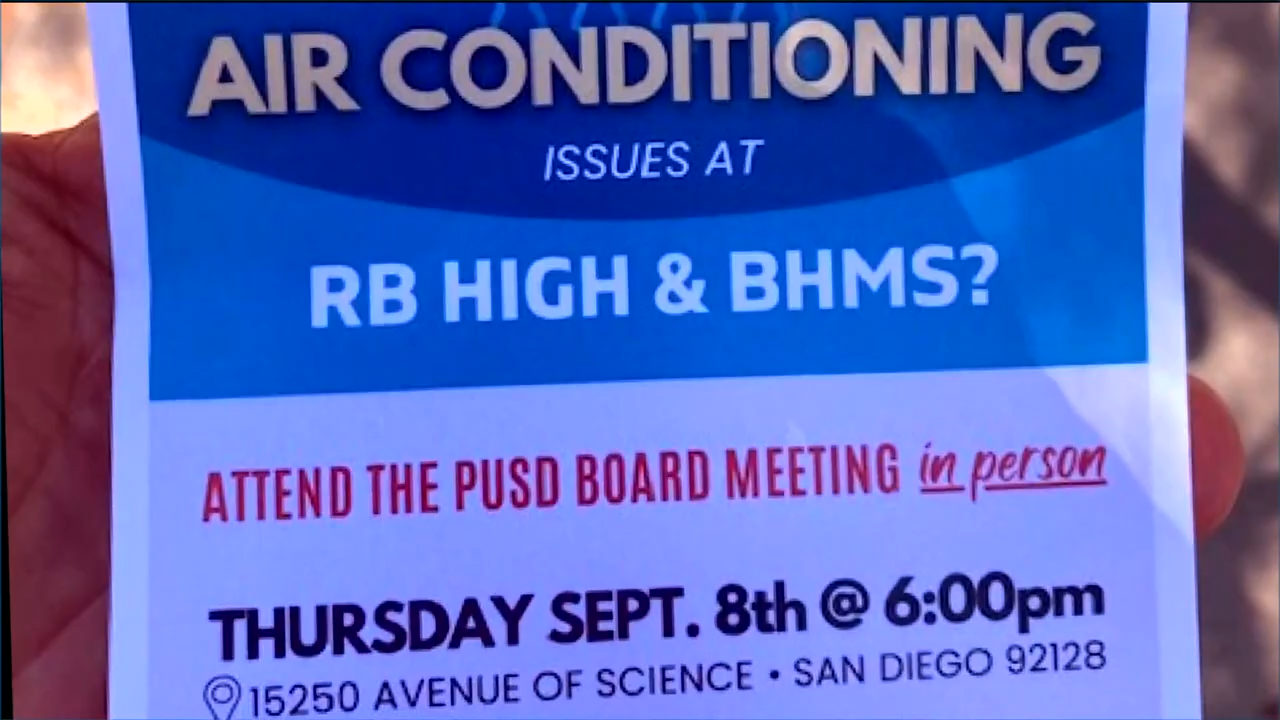 AIR CONDITIONING
ISSUES AT
RB HIGH & BHMS?
ATTEND THE PUSD BOARD MEETING in person
THURSDAY SEPT. 8th @ 6:00pm
15250 AVENUE OF SCIENCE • SAN DIEGO 92128